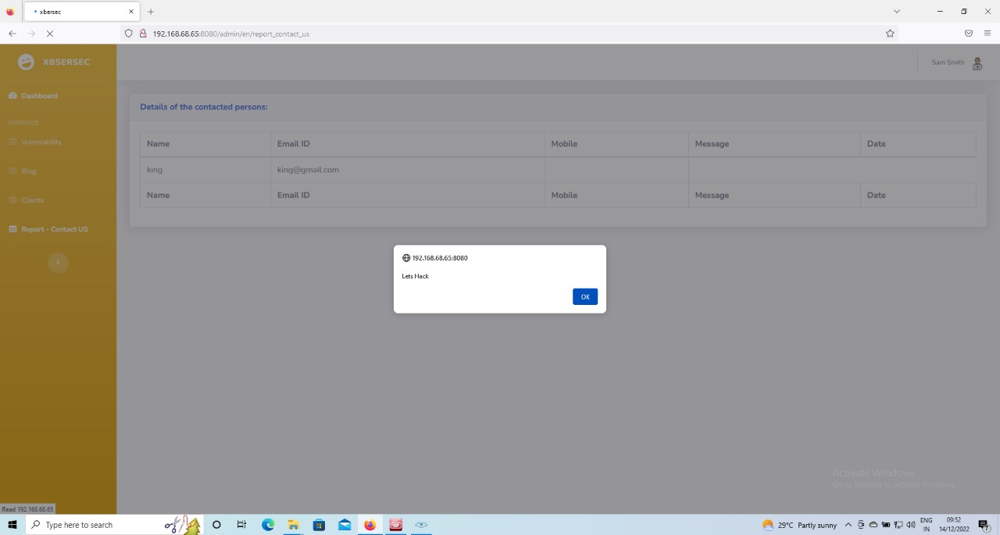 xbersec
192.168.68.65:8080/admin/en/report_contact_us
XBSERSEC
Sam Smith
Dashboard
INTERFACE
Vulnerability
Blog
Clients
Report - Contact US
Details of the contacted persons:
Name Email ID Mobile Message Date
king king@gmail.com
Name Email ID Mobile Message Date
192.168.68.65:8080
Lets Hack
OK
Activate Windows
Go to Settings to activate Windows.
Read 192.168.68.65
Type here to search
29°C Partly sunny
ENG
IN
09:52
14/12/2022
7